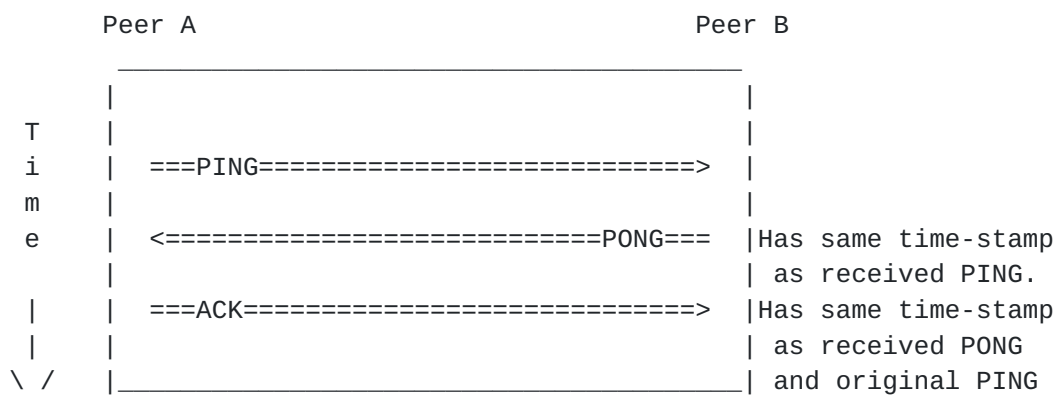 Peer A Peer B
T
i ===PING============================>
m
e <============================PONG=== |Has same time-stamp
| as received PING.
| | ===ACK=============================> |Has same time-stamp
| | | as received PONG
\ / |________________________________________| and original PING